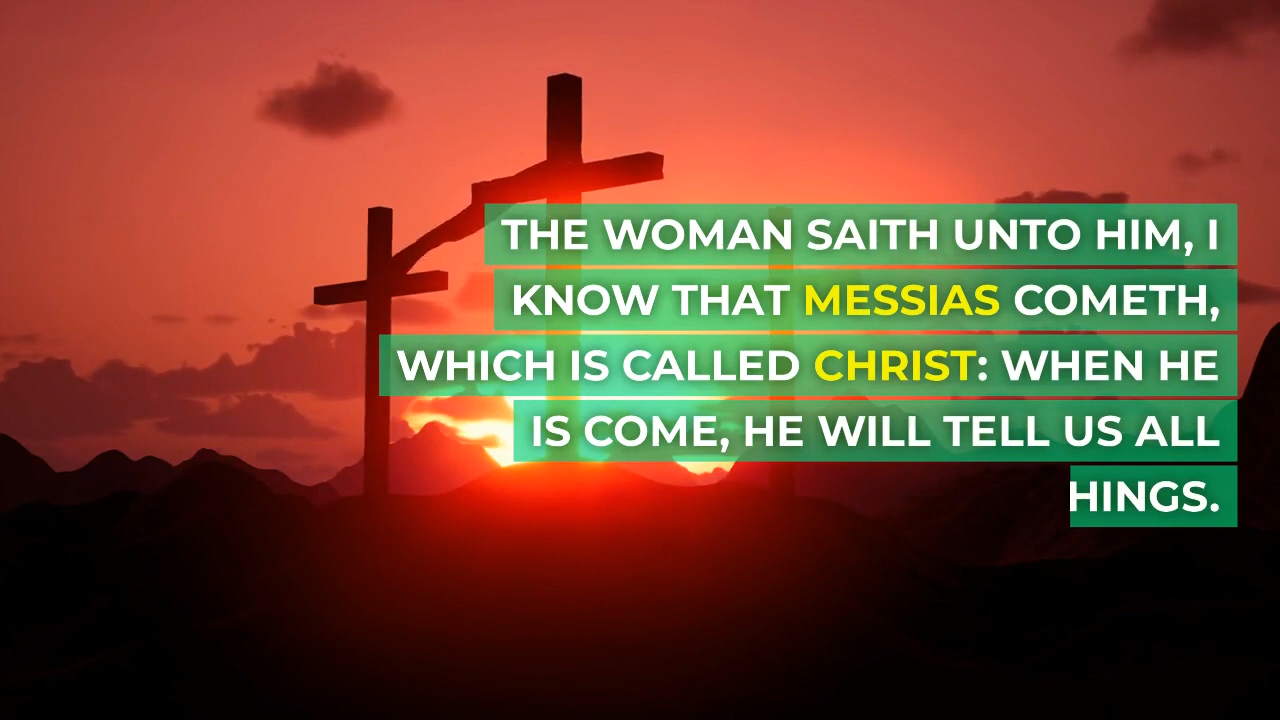 THE WOMAN SAITH UNTO HIM, I
KNOW THAT MESSIAS COMETH,
WHICH IS CALLED CHRIST: WHEN HE
IS COME, HE WILL TELL US ALL
HINGS.